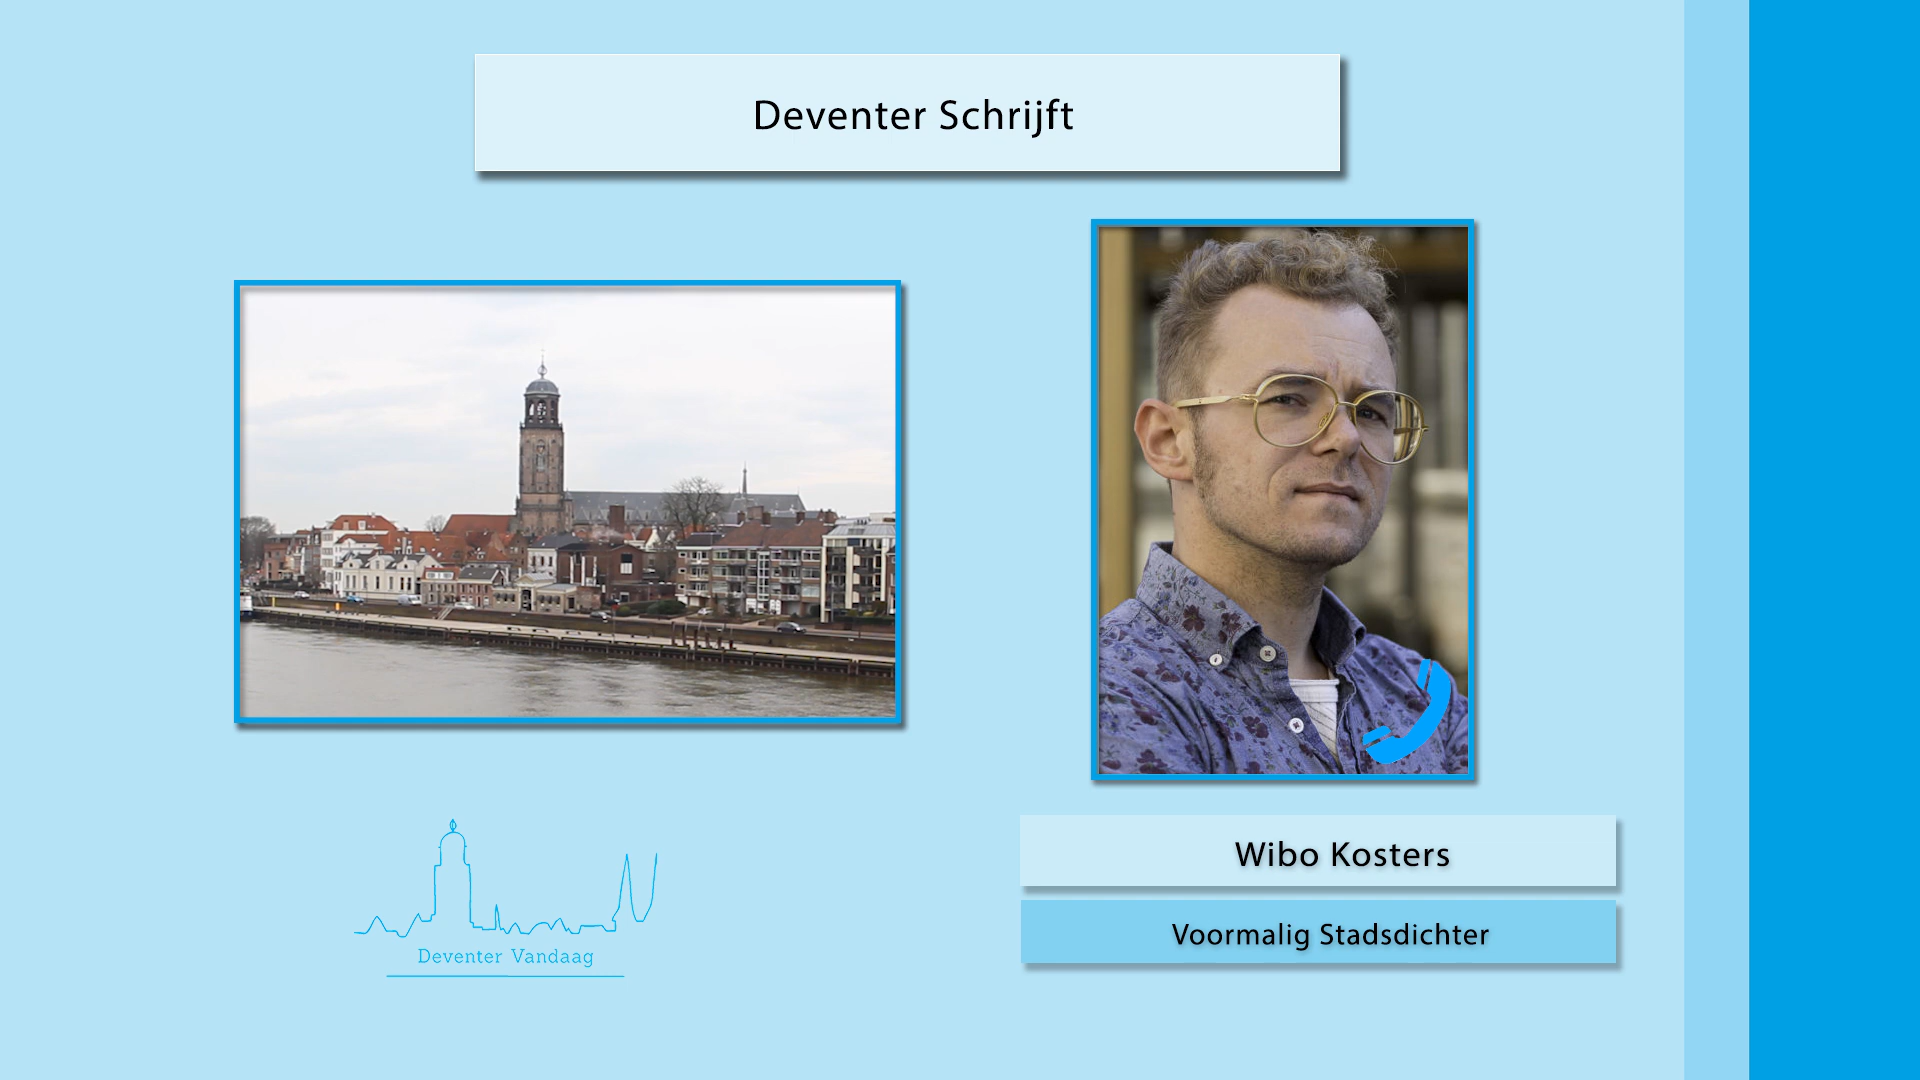 Deventer Schrijft
Wibo Kosters
Voormalig Stadsdichter
Deventer Vandaag